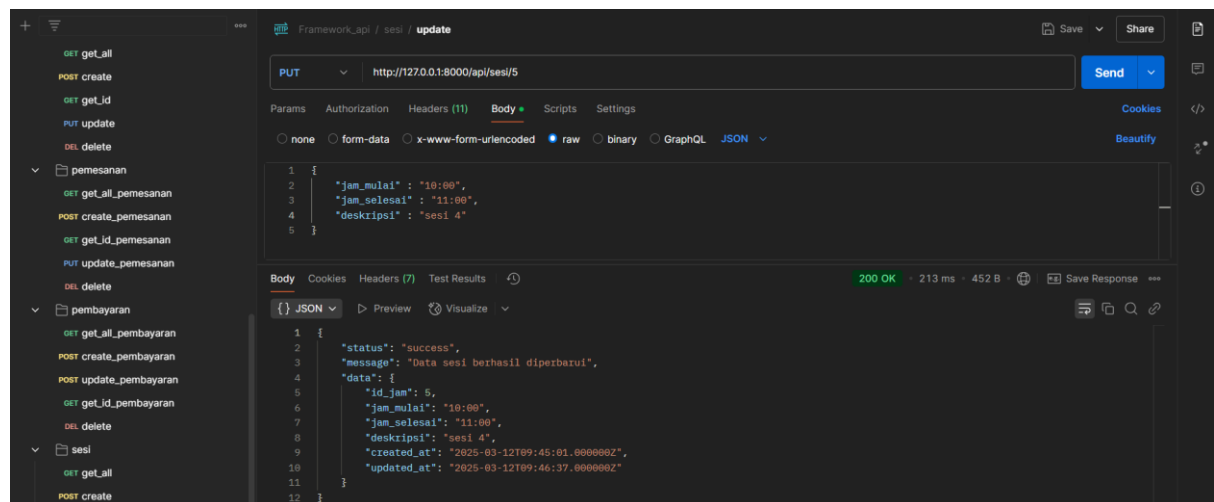 GET get_all
POST create
GET get_id
PUT update
DEL delete
pemesanan
GET get_all_pemesanan
POST create_pemesanan
GET get_id_pemesanan
PUT update_pemesanan
DEL delete
pembayaran
GET get_all_pembayaran
POST create_pembayaran
POST update_pembayaran
GET get_id_pembayaran
DEL delete
sesi
GET get_all
POST create
HTTP Framework_api / sesi / update
Save
Share
PUT http://127.0.0.1:8000/api/sesi/5
Send
Params Authorization Headers (11) Body Scripts Settings Cookies
none form-data x-www-form-urlencoded raw binary GraphQL JSON Beautify
1 {
2 "jam_mulai" : "10:00",
3 "jam_selesai" : "11:00",
4 "deskripsi" : "sesi 4"
5 }
Body Cookies Headers (7) Test Results 200 OK 213 ms 452 B Save Response
{} JSON Preview Visualize
1 {
2 "status": "success",
3 "message": "Data sesi berhasil diperbarui",
4 "data": {
5 "id_jam": 5,
6 "jam_mulai": "10:00",
7 "jam_selesai": "11:00",
8 "deskripsi": "sesi 4",
9 "created_at": "2025-03-12T09:45:01.000000Z",
10 "updated_at": "2025-03-12T09:46:37.000000Z"
11 }
12 }